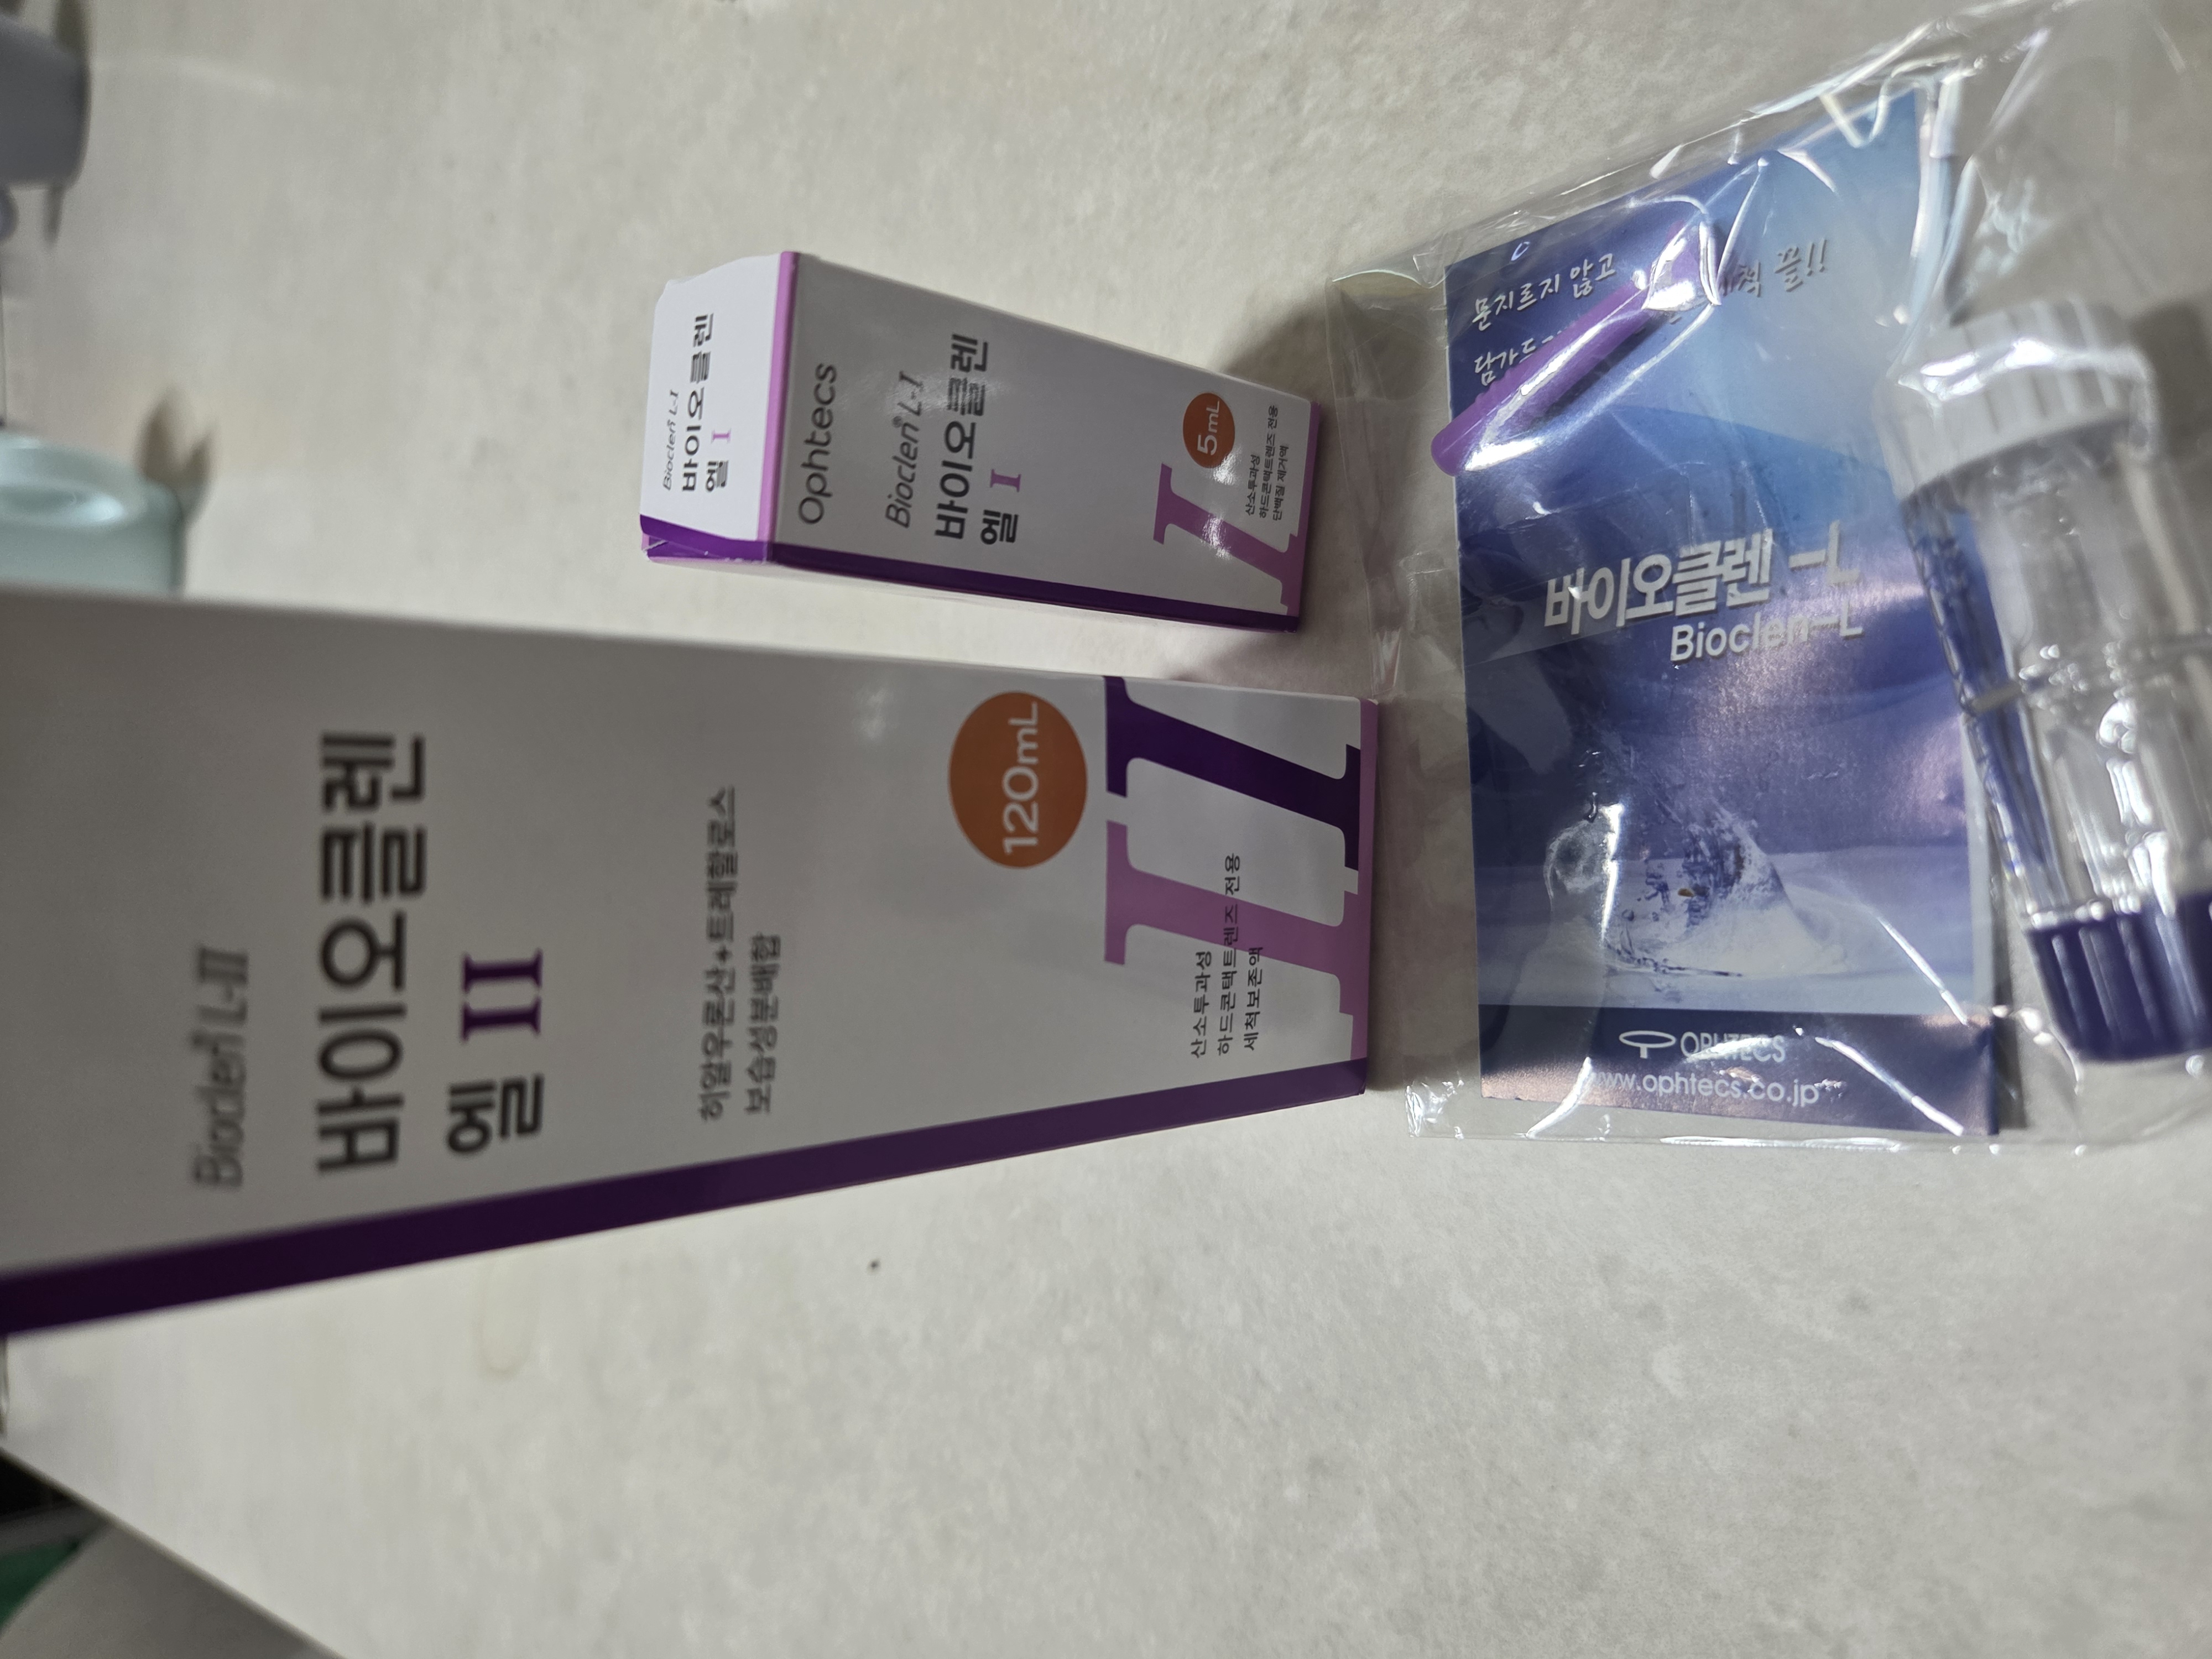 Bioclen® L-II
바이오클렌
엘 II
히알우론산+트레할로스
보습성분배합
120mL
II
산소투과성
하드콘택트렌즈 전용
세척보존액
Bioclen® L-I
바이오클렌
엘 I
Ophtecs
Bioclen® L-I
바이오클렌
엘 I
5mL
I
산소투과성
하드콘택트렌즈 전용
단백질 제거액
문지르지 않고
끝!!
바이오클렌 - L
Bioclen-L
OPHTECS
www.ophtecs.co.jp